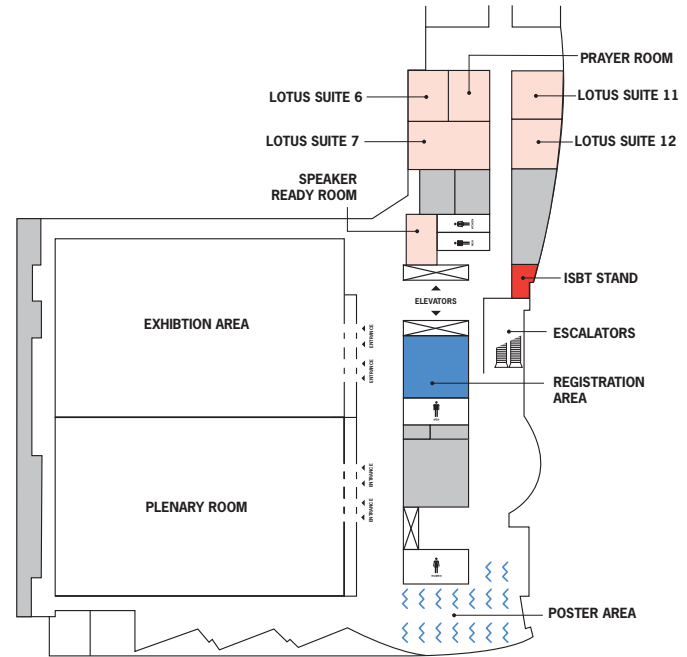 PRAYER ROOM
LOTUS SUITE 6
LOTUS SUITE 11
LOTUS SUITE 7
LOTUS SUITE 12
SPEAKER
READY ROOM
ISBT STAND
ELEVATORS
EXHIBTION AREA
ENTRANCE
ENTRANCE
ESCALATORS
REGISTRATION
AREA
PLENARY ROOM
ENTRANCE
ENTRANCE
POSTER AREA